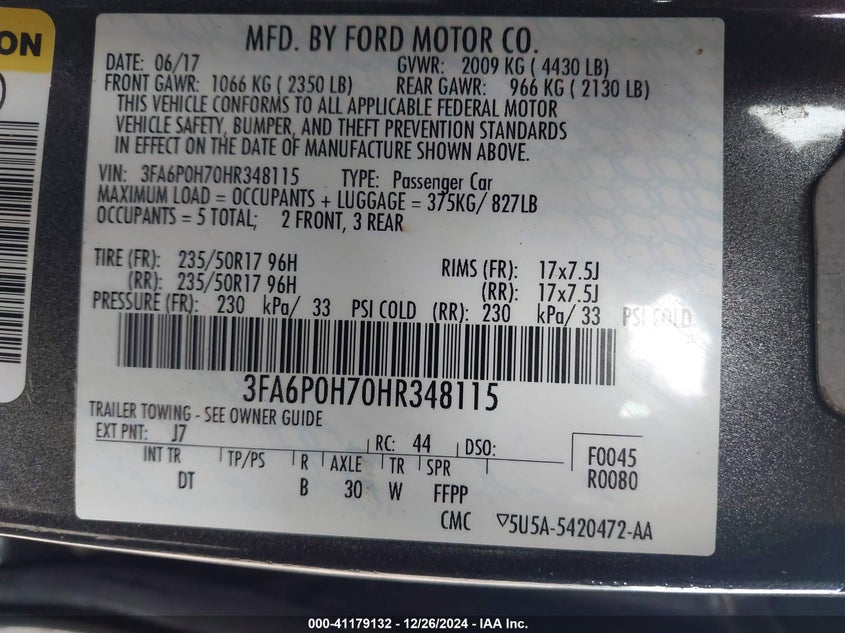 ON
MFD. BY FORD MOTOR CO.
DATE: 06/17 GVWR: 2009 KG ( 4430 LB)
FRONT GAWR: 1066 KG ( 2350 LB) REAR GAWR: 966 KG ( 2130 LB)
THIS VEHICLE CONFORMS TO ALL APPLICABLE FEDERAL MOTOR
VEHICLE SAFETY, BUMPER, AND THEFT PREVENTION STANDARDS
IN EFFECT ON THE DATE OF MANUFACTURE SHOWN ABOVE.
VIN: 3FA6P0H70HR348115 TYPE: Passenger Car
MAXIMUM LOAD = OCCUPANTS + LUGGAGE = 375KG/ 827LB
OCCUPANTS = 5 TOTAL; 2 FRONT, 3 REAR
TIRE (FR): 235/50R17 96H RIMS (FR): 17x7.5J
(RR): 235/50R17 96H (RR): 17x7.5J
PRESSURE (FR): 230 kPa/ 33 PSI COLD (RR): 230 kPa/ 33 PSI COLD
3FA6P0H70HR348115
TRAILER TOWING - SEE OWNER GUIDE
EXT PNT: J7 RC: 44 DSO: F0045
INT TR TP/PS R AXLE TR SPR R0080
DT B 30 W FFPP
CMC ▽5U5A-5420472-AA
000-41179132 - 12/26/2024 - IAA Inc.